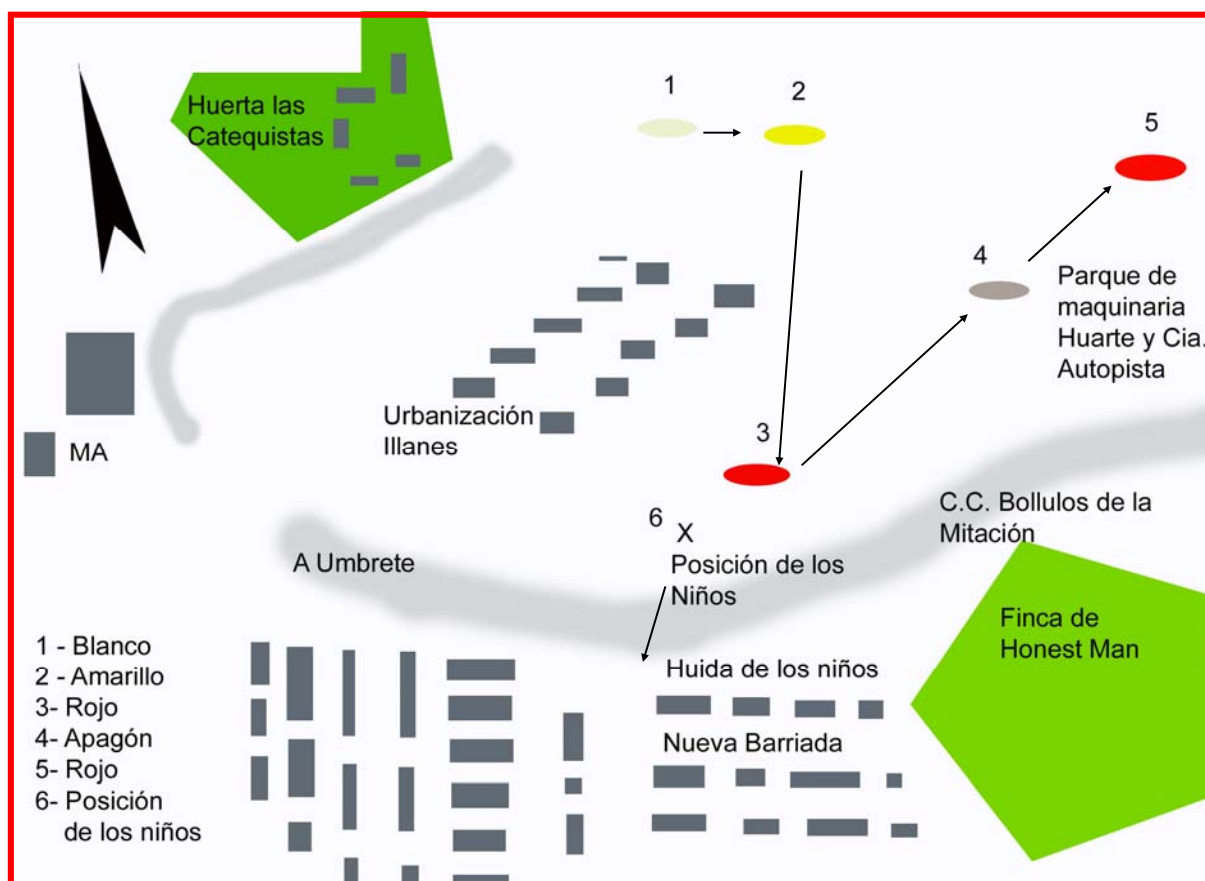 Huerta las
Catequistas
1
2
5
4
Parque de
maquinaria
Huarte y Cia.
Autopista
Urbanización
Illanes
3
MA
C.C. Bollulos de la
Mitación
6
X
Posición de los
Niños
A Umbrete
Finca de
Honest Man
Huida de los niños
Nueva Barriada
1 - Blanco
2 - Amarillo
3- Rojo
4- Apagón
5- Rojo
6- Posición
de los niños